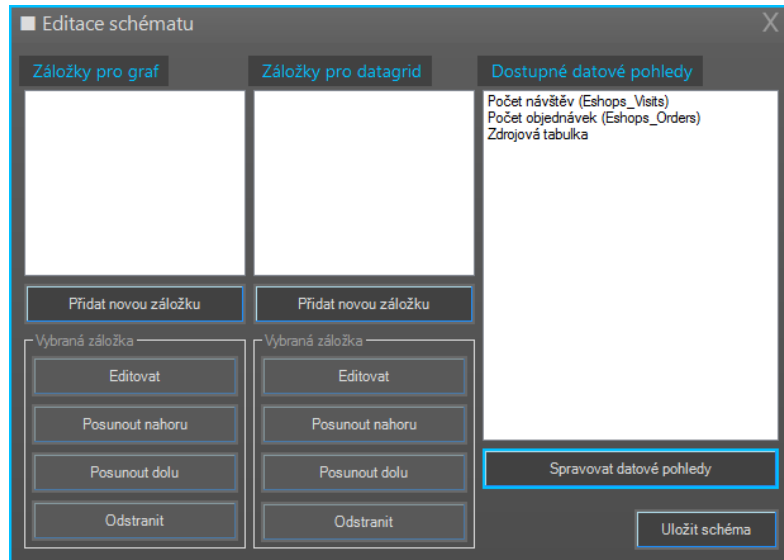 Editace schématu
X
Záložky pro graf
Záložky pro datagrid
Dostupné datové pohledy
Počet návštěv (Eshops_Visits)
Počet objednávek (Eshops_Orders)
Zdrojová tabulka
Přidat novou záložku
Přidat novou záložku
Vybraná záložka
Vybraná záložka
Editovat
Editovat
Posunout nahoru
Posunout nahoru
Posunout dolu
Posunout dolu
Spravovat datové pohledy
Odstranit
Odstranit
Uložit schéma